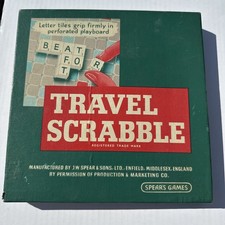 Letter tiles grip firmly in
perforated playboard
BEAT
FOR
TOT
TRAVEL
SCRABBLE
REGISTERED TRADE MARK
MANUFACTURED BY J.W. SPEAR & SONS, LTD., ENFIELD, MIDDLESEX, ENGLAND
BY PERMISSION OF PRODUCTION & MARKETING CO.
SPEARS GAMES